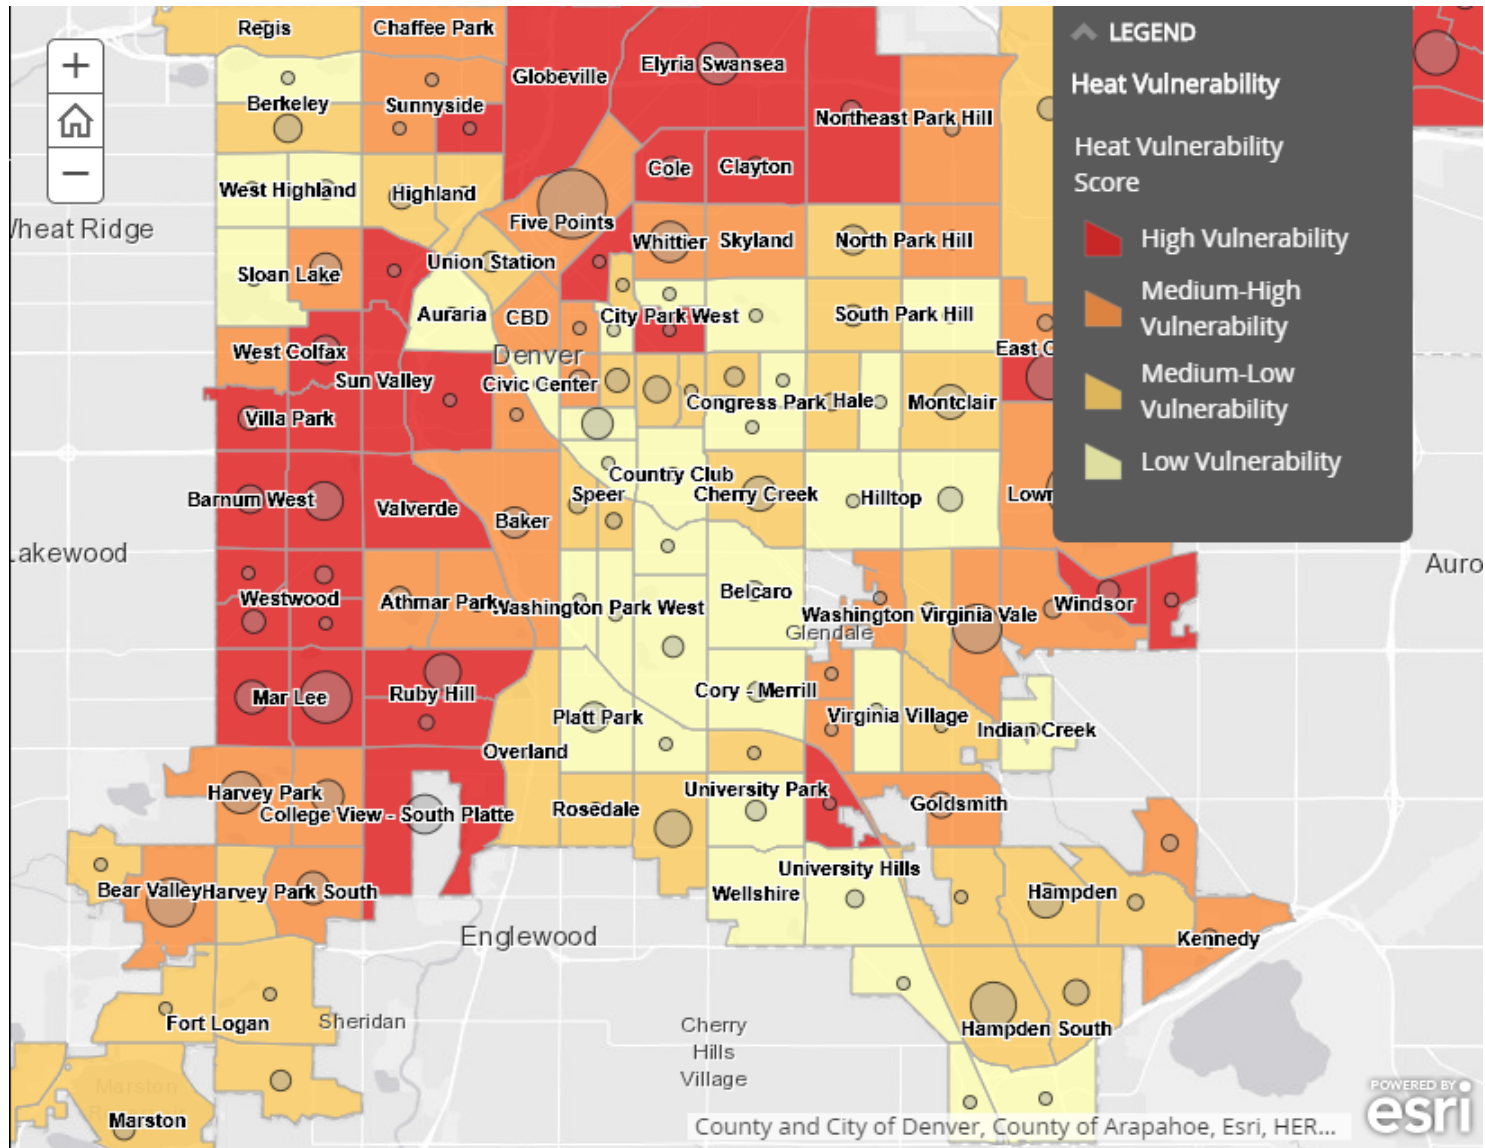 Regis
Chaffee Park
Globeville
Elyria Swansea
Berkeley
Sunnyside
Northeast Park Hill
West Highland
Highland
Cole
Clayton
Wheat Ridge
Five Points
Whittier
Skyland
North Park Hill
Sloan Lake
Union Station
Auraria
CBD
City Park West
South Park Hill
Denver
West Colfax
Sun Valley
Civic Center
East C
Villa Park
Congress Park
Hale
Montclair
Barnum West
Valverde
Baker
Speer
Country Club
Cherry Creek
Hilltop
Lowr
Lakewood
Auro
Westwood
Athmar Park
Washington Park West
Belcaro
Washington Virginia Vale
Windsor
Glendale
Mar Lee
Ruby Hill
Cory - Merrill
Platt Park
Virginia Village
Indian Creek
Overland
Harvey Park
College View - South Platte
Rosedale
University Park
Goldsmith
Bear Valley
Harvey Park South
University Hills
Wellshire
Hampden
Englewood
Kennedy
Fort Logan
Sheridan
Cherry
Hills
Village
Hampden South
Marston
Marston
LEGEND
Heat Vulnerability
Heat Vulnerability
Score
High Vulnerability
Medium-High
Vulnerability
Medium-Low
Vulnerability
Low Vulnerability
POWERED BY
esri
County and City of Denver, County of Arapahoe, Esri, HER...